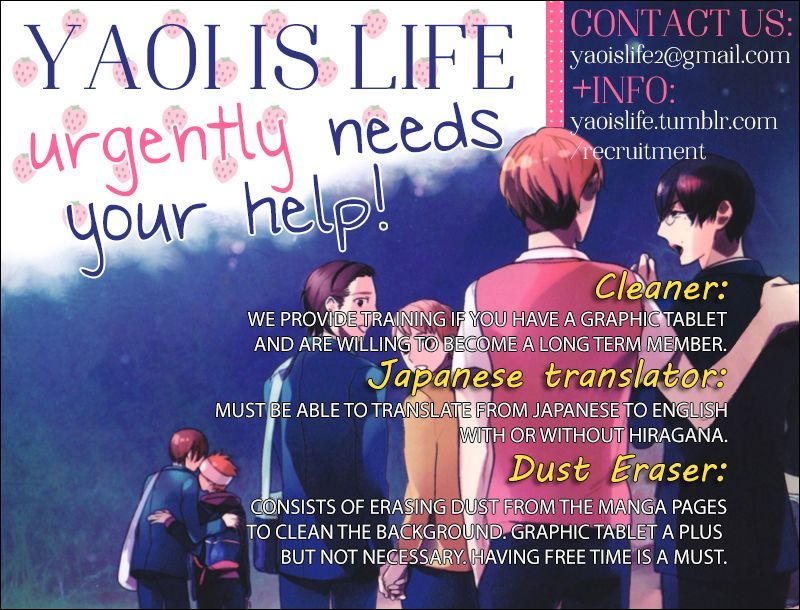 YAOI IS LIFE
urgently needs
your help!
CONTACT US:
yaoislife2@gmail.com
+INFO:
yaoislife.tumblr.com
/recruitment
Cleaner:
WE PROVIDE TRAINING IF YOU HAVE A GRAPHIC TABLET
AND ARE WILLING TO BECOME A LONG TERM MEMBER.
Japanese translator:
MUST BE ABLE TO TRANSLATE FROM JAPANESE TO ENGLISH
WITH OR WITHOUT HIRAGANA.
Dust Eraser:
CONSISTS OF ERASING DUST FROM THE MANGA PAGES
TO CLEAN THE BACKGROUND. GRAPHIC TABLET A PLUS
BUT NOT NECESSARY. HAVING FREE TIME IS A MUST.